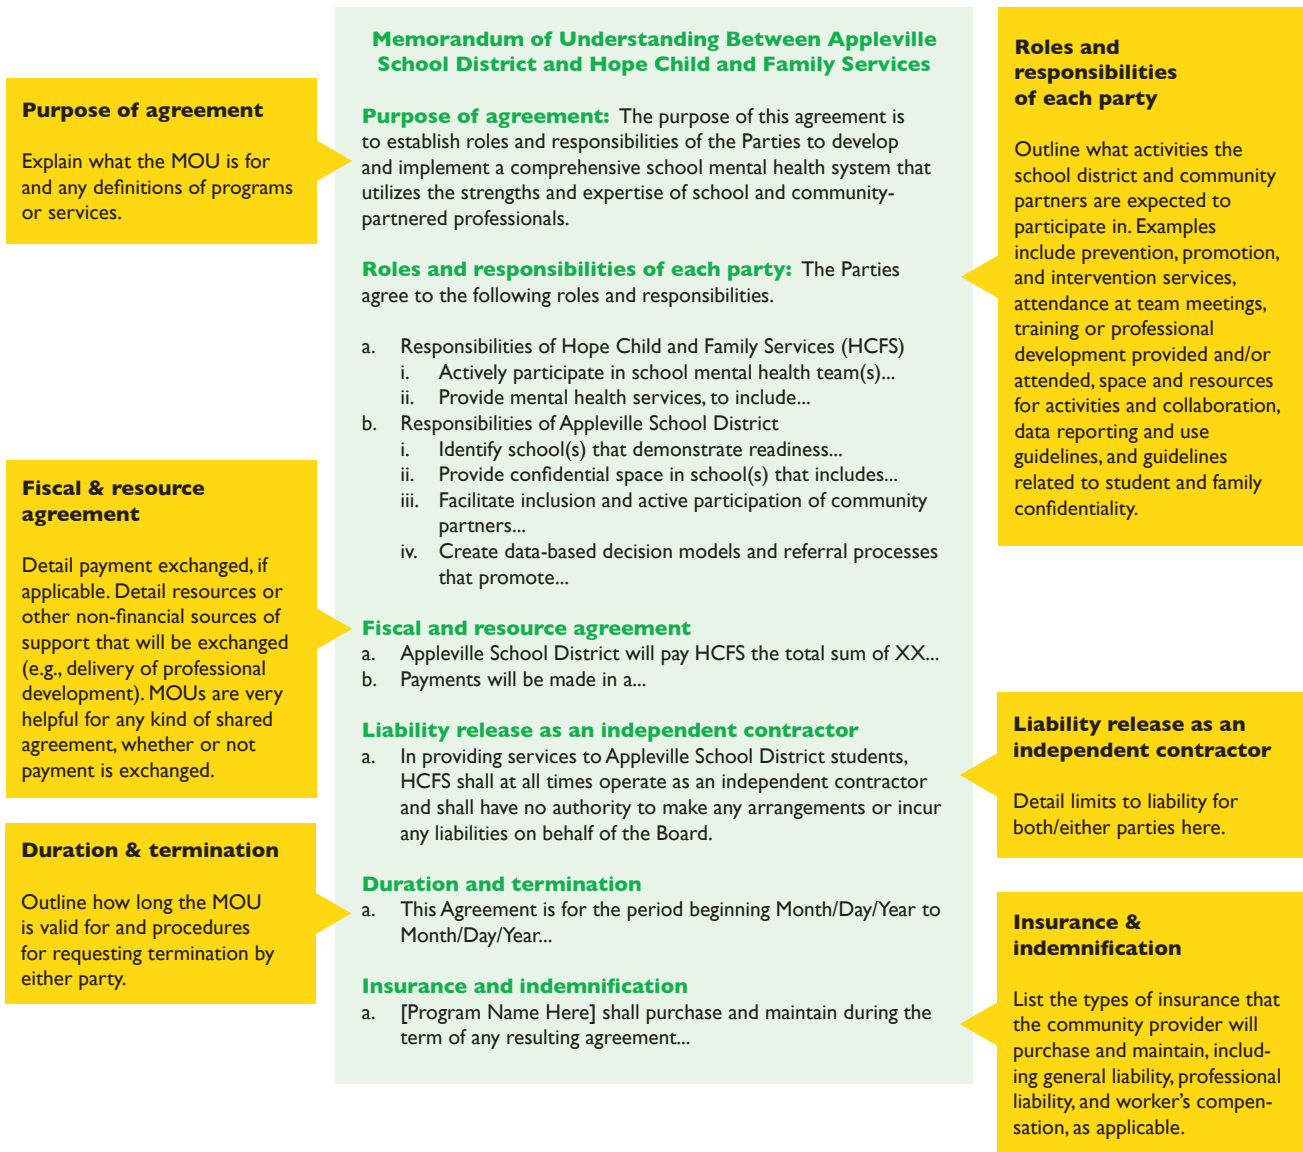 Memorandum of Understanding Between Appleville
School District and Hope Child and Family Services
Purpose of agreement
Explain what the MOU is for
and any definitions of programs
or services.
Purpose of agreement: The purpose of this agreement is
to establish roles and responsibilities of the Parties to develop
and implement a comprehensive school mental health system that
utilizes the strengths and expertise of school and community-
partnered professionals.
Roles and responsibilities of each party: The Parties
agree to the following roles and responsibilities.
a. Responsibilities of Hope Child and Family Services (HCFS)
i. Actively participate in school mental health team(s)...
ii. Provide mental health services, to include...
b. Responsibilities of Appleville School District
i. Identify school(s) that demonstrate readiness...
ii. Provide confidential space in school(s) that includes...
iii. Facilitate inclusion and active participation of community
partners...
iv. Create data-based decision models and referral processes
that promote...
Roles and
responsibilities
of each party
Outline what activities the
school district and community
partners are expected to
participate in. Examples
include prevention, promotion,
and intervention services,
attendance at team meetings,
training or professional
development provided and/or
attended, space and resources
for activities and collaboration,
data reporting and use
guidelines, and guidelines
related to student and family
confidentiality.
Fiscal & resource
agreement
Detail payment exchanged, if
applicable. Detail resources or
other non-financial sources of
support that will be exchanged
(e.g., delivery of professional
development). MOUs are very
helpful for any kind of shared
agreement, whether or not
payment is exchanged.
Fiscal and resource agreement
a. Appleville School District will pay HCFS the total sum of XX...
b. Payments will be made in a...
Liability release as an independent contractor
a. In providing services to Appleville School District students,
HCFS shall at all times operate as an independent contractor
and shall have no authority to make any arrangements or incur
any liabilities on behalf of the Board.
Liability release as an
independent contractor
Detail limits to liability for
both/either parties here.
Duration & termination
Outline how long the MOU
is valid for and procedures
for requesting termination by
either party.
Duration and termination
a. This Agreement is for the period beginning Month/Day/Year to
Month/Day/Year...
Insurance and indemnification
a. [Program Name Here] shall purchase and maintain during the
term of any resulting agreement...
Insurance &
indemnification
List the types of insurance that
the community provider will
purchase and maintain, includ-
ing general liability, professional
liability, and worker's compen-
sation, as applicable.